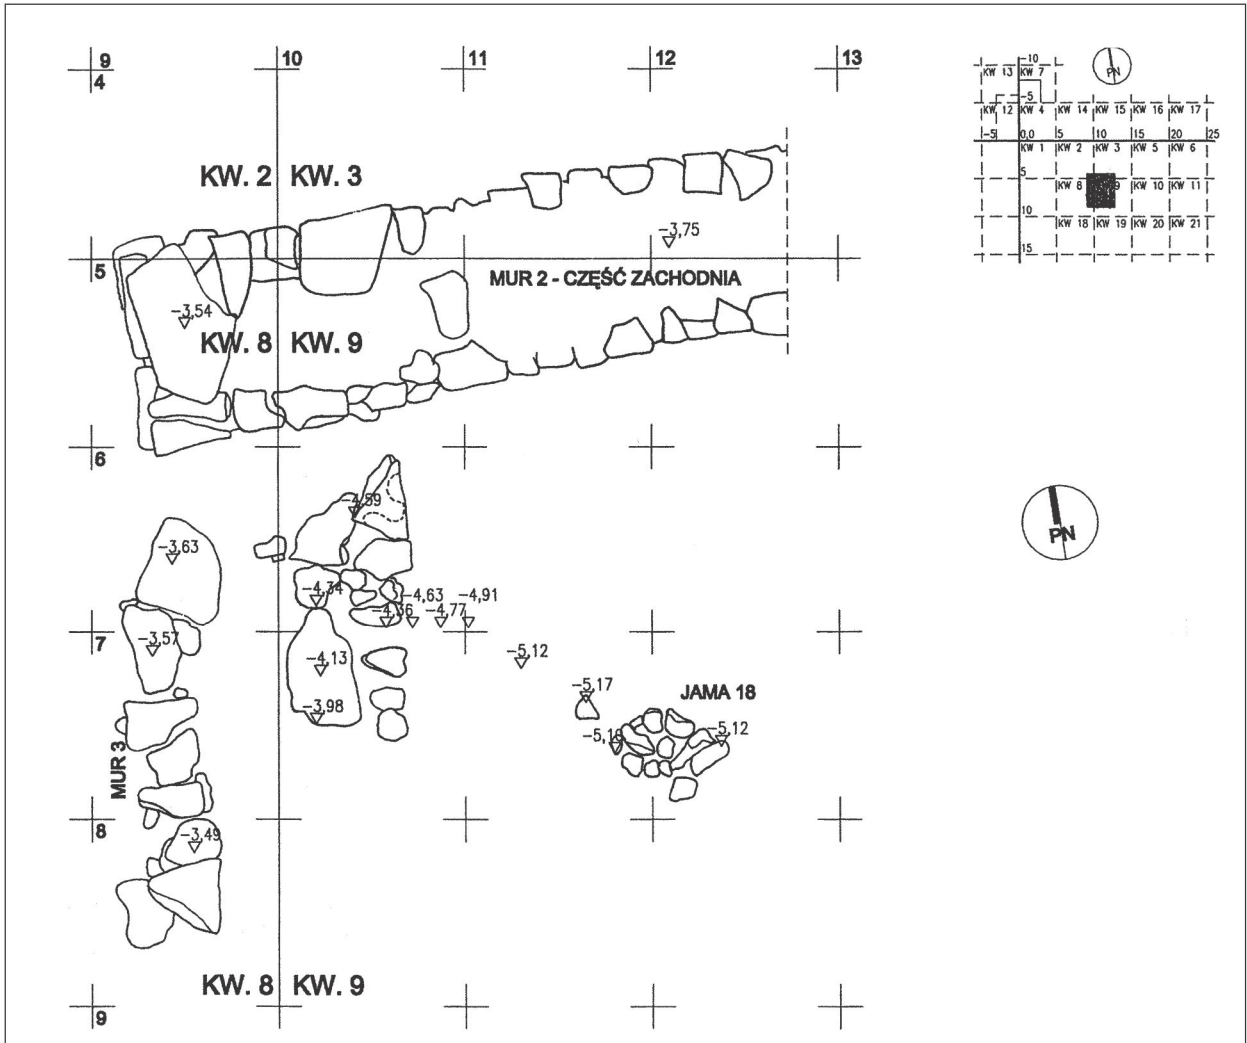 9 10 11 12 13
4
KW. 2 KW. 3
-3,75
5
MUR 2 - CZĘŚĆ ZACHODNIA
-3,54
KW. 8 KW. 9
6
-4,59
-3,63
-4,34 -4,63 -4,91
-4,36 -4,77
7
-3,57
-5,12
-4,13
-5,17
JAMA 18
-3,98
-5,12
MUR 3
8
-3,49
KW. 8 KW. 9
9
-10
KW 13 KW 7
PN
-5
KW 12 KW 4 KW 14 KW 15 KW 16 KW 17
-5 0,0 5 10 15 20 25
KW 1 KW 2 KW 3 KW 5 KW 6
5
KW 8 9 KW 10 KW 11
10
KW 18 KW 19 KW 20 KW 21
15
PN